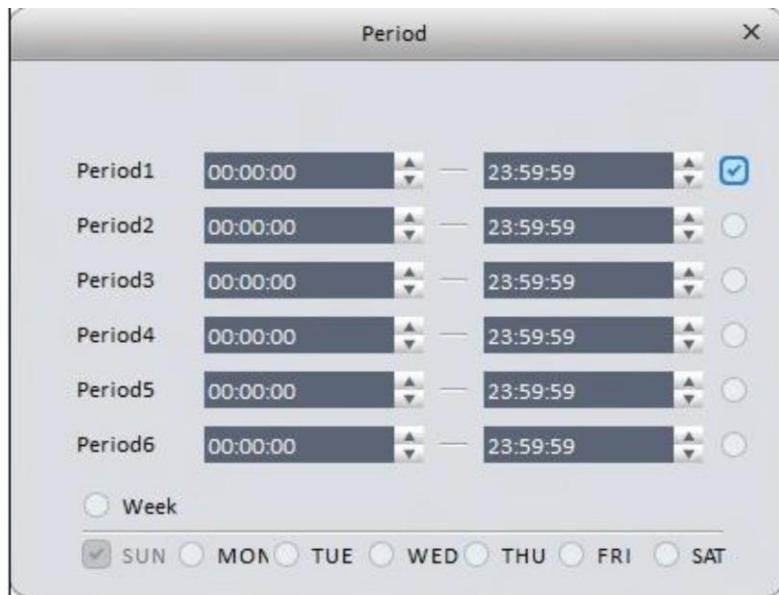 Period
Period1 00:00:00 — 23:59:59
Period2 00:00:00 — 23:59:59
Period3 00:00:00 — 23:59:59
Period4 00:00:00 — 23:59:59
Period5 00:00:00 — 23:59:59
Period6 00:00:00 — 23:59:59
Week
SUN MON TUE WED THU FRI SAT